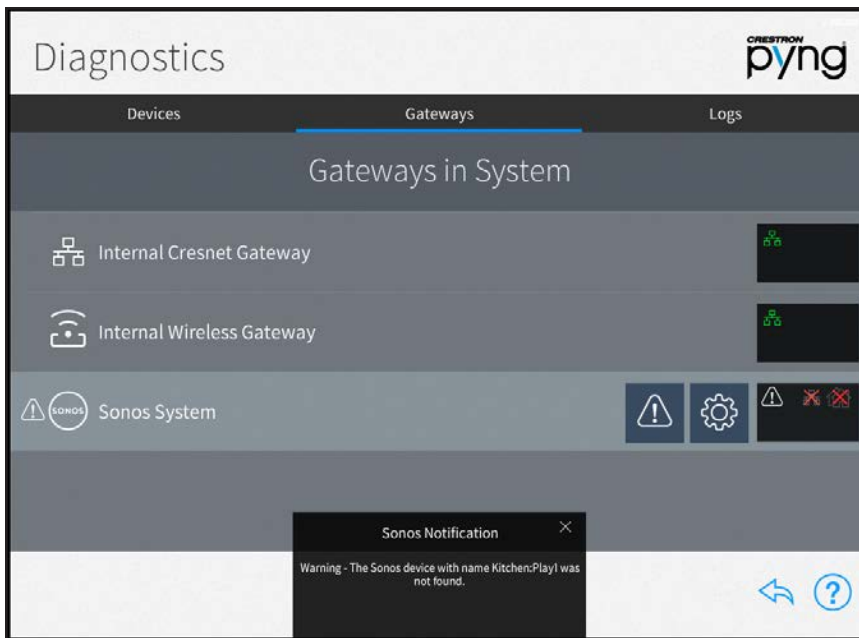 Diagnostics
CRESTRON
pyng
Devices
Gateways
Logs
Gateways in System
Internal Cresnet Gateway
Internal Wireless Gateway
SONOS
Sonos System
Sonos Notification
Warning - The Sonos device with name Kitchen:Play1 was
not found.
?